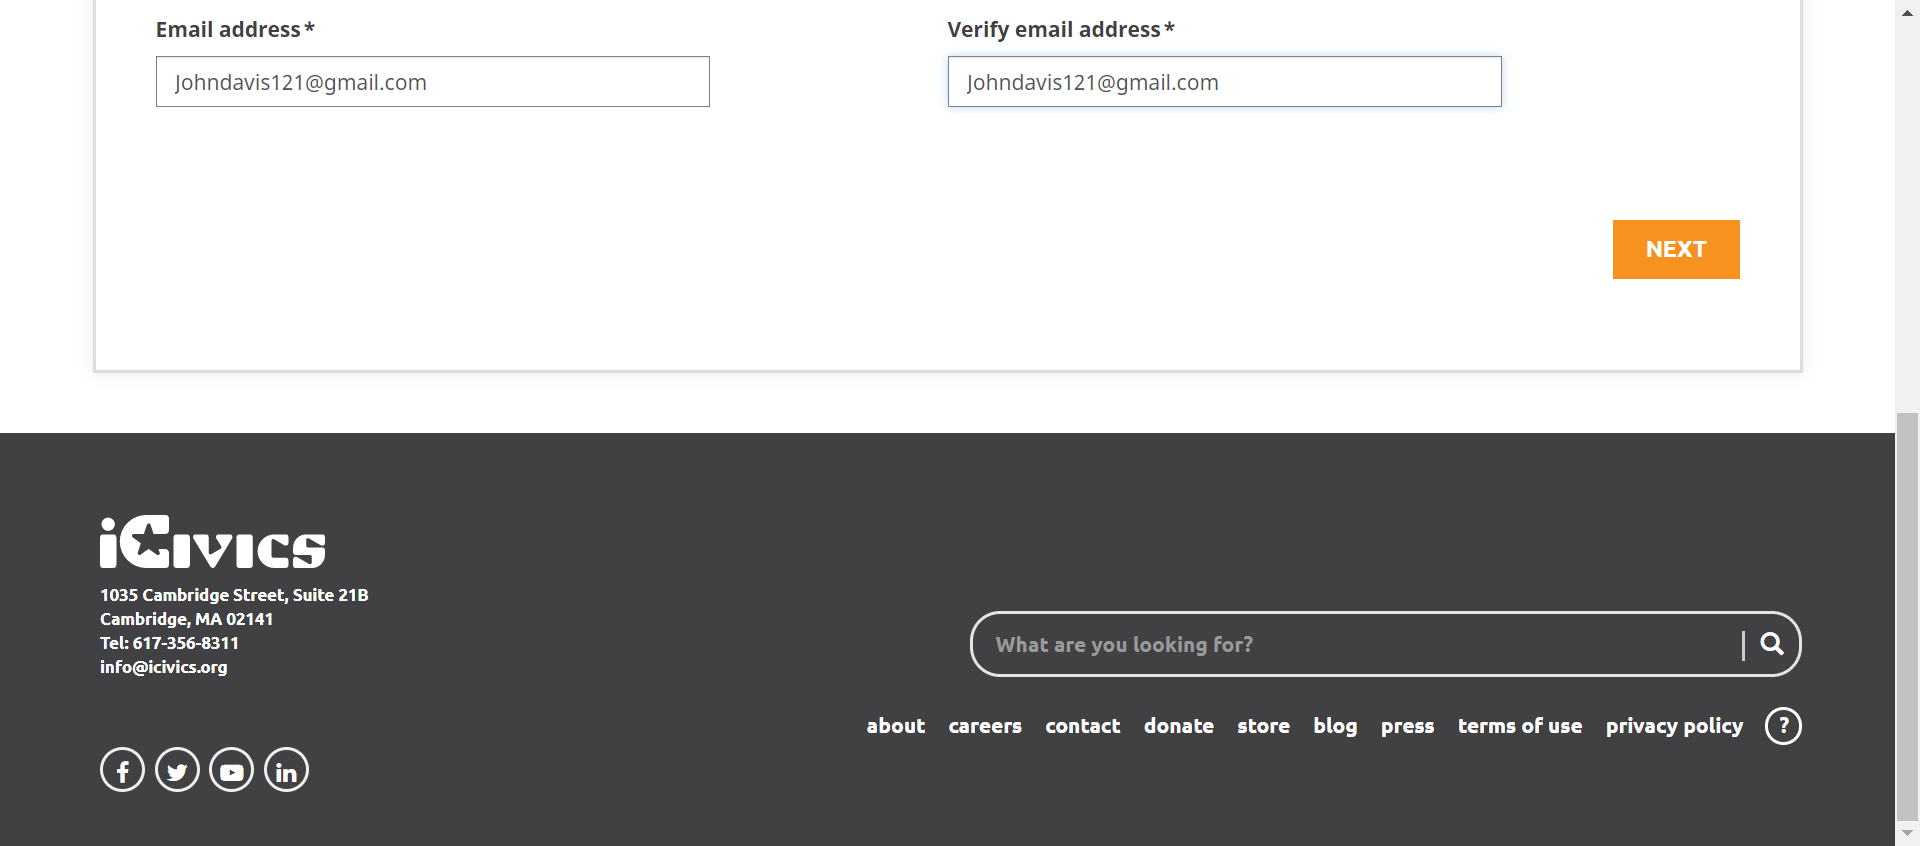 Email address*
Verify email address*
Johndavis121@gmail.com
Johndavis121@gmail.com
NEXT
iCivics
1035 Cambridge Street, Suite 21B
Cambridge, MA 02141
Tel: 617-356-8311
info@icivics.org
What are you looking for?
about careers contact donate store blog press terms of use privacy policy ?
f in